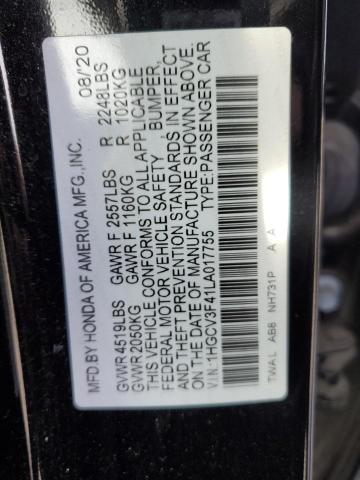 MFD BY HONDA OF AMERICA MFG.,INC. 08/'20
GVWR 4519LBS GAWR F 2557LBS R 2248LBS
GVWR 2050KG GAWR F 1160KG R 1020KG
THIS VEHICLE CONFORMS TO ALL APPLICABLE
FEDERAL MOTOR VEHICLE SAFETY, BUMPER,
AND THEFT PREVENTION STANDARDS IN EFFECT
ON THE DATE OF MANUFACTURE SHOWN ABOVE.
VIN: 1HGCV3F41LA017755 TYPE:PASSENGER CAR
TWAL AB8 NH731P A A